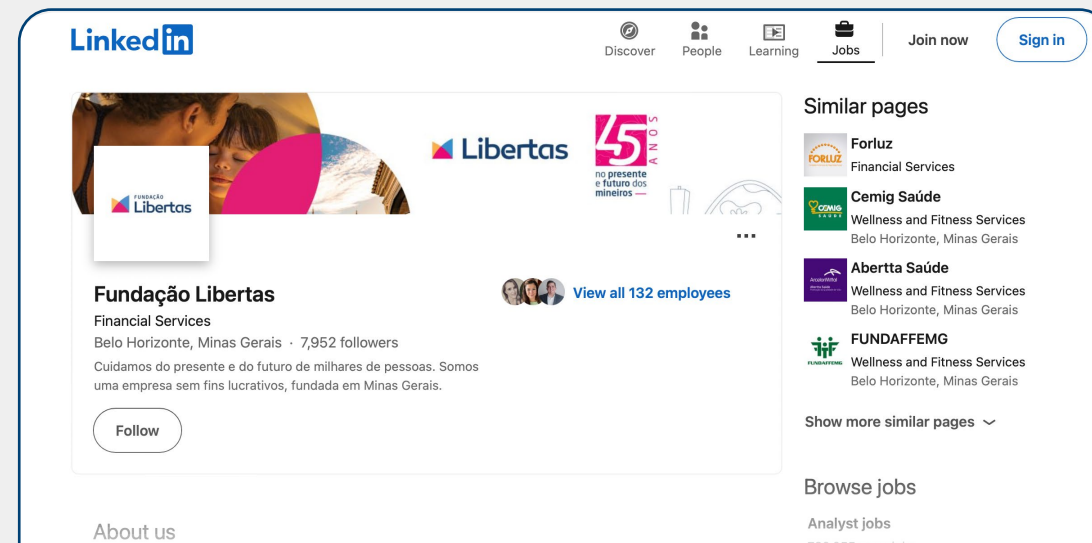 Linked in
Discover
People
Learning
Jobs
Join now
Sign in
Libertas
45 ANOS
no presente
e futuro dos
mineiros
FUNDAÇÃO
Libertas
Fundação Libertas
Financial Services
Belo Horizonte, Minas Gerais · 7,952 followers
Cuidamos do presente e do futuro de milhares de pessoas. Somos
uma empresa sem fins lucrativos, fundada em Minas Gerais.
View all 132 employees
Follow
About us
Similar pages
FORLUZ
Forluz
Financial Services
CEMIG
SAÚDE
Cemig Saúde
Wellness and Fitness Services
Belo Horizonte, Minas Gerais
ArcelorMittal
Abertta Saúde
Abertta Saúde
Wellness and Fitness Services
Belo Horizonte, Minas Gerais
FUNDAFFEMG
FUNDAFFEMG
Wellness and Fitness Services
Belo Horizonte, Minas Gerais
Show more similar pages
Browse jobs
Analyst jobs